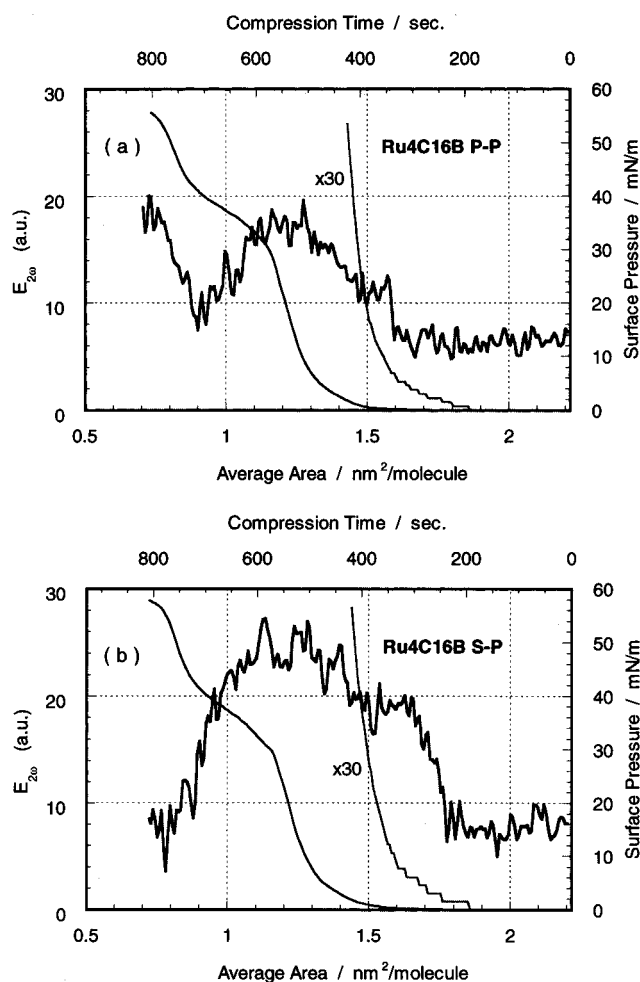 Compression Time / sec.
800 600 400 200 0
30 60
( a ) Ru4C16B P-P 50
x30
20 40
E2ω (a.u.) 30 Surface Pressure / mN/m
10 20
10
0 0
0.5 1 1.5 2
Average Area / nm²/molecule
Compression Time / sec.
800 600 400 200 0
30 60
( b ) Ru4C16B S-P 50
20 40
E2ω (a.u.) 30 Surface Pressure / mN/m
x30
10 20
10
0 0
0.5 1 1.5 2
Average Area / nm²/molecule